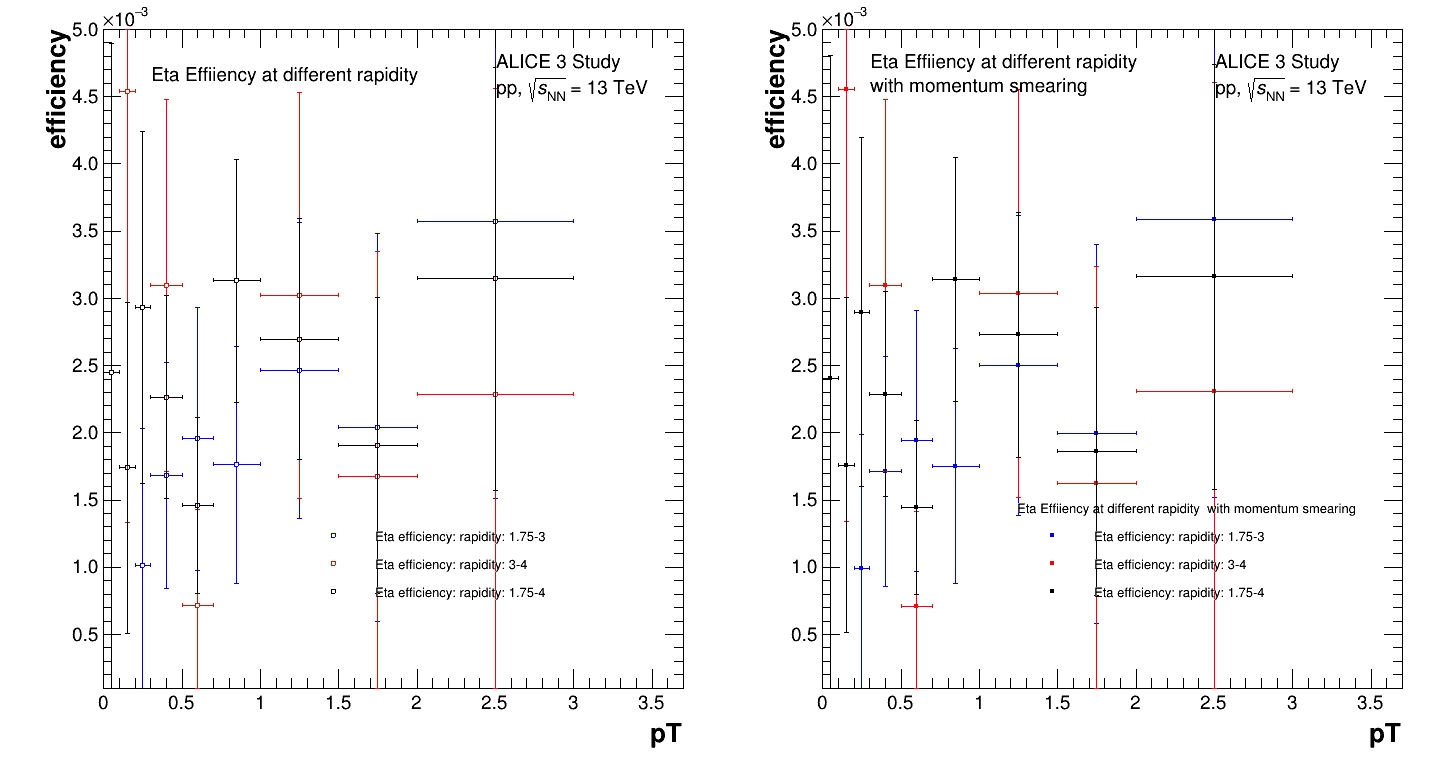 ×10⁻³
5.0
4.5
4.0
3.5
3.0
2.5
2.0
1.5
1.0
0.5
efficiency
Eta Effiiency at different rapidity
ALICE 3 Study
pp, √sNN = 13 TeV
Eta efficiency: rapidity: 1.75-3
Eta efficiency: rapidity: 3-4
Eta efficiency: rapidity: 1.75-4
0 0.5 1 1.5 2 2.5 3 3.5
pT
×10⁻³
5.0
4.5
4.0
3.5
3.0
2.5
2.0
1.5
1.0
0.5
efficiency
Eta Effiiency at different rapidity
with momentum smearing
ALICE 3 Study
pp, √sNN = 13 TeV
Eta Effiiency at different rapidity  with momentum smearing
Eta efficiency: rapidity: 1.75-3
Eta efficiency: rapidity: 3-4
Eta efficiency: rapidity: 1.75-4
0 0.5 1 1.5 2 2.5 3 3.5
pT